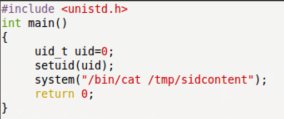 #include <unistd.h>
int main()
{
uid_t uid=0;
setuid(uid);
system("/bin/cat /tmp/sidcontent");
return 0;
}